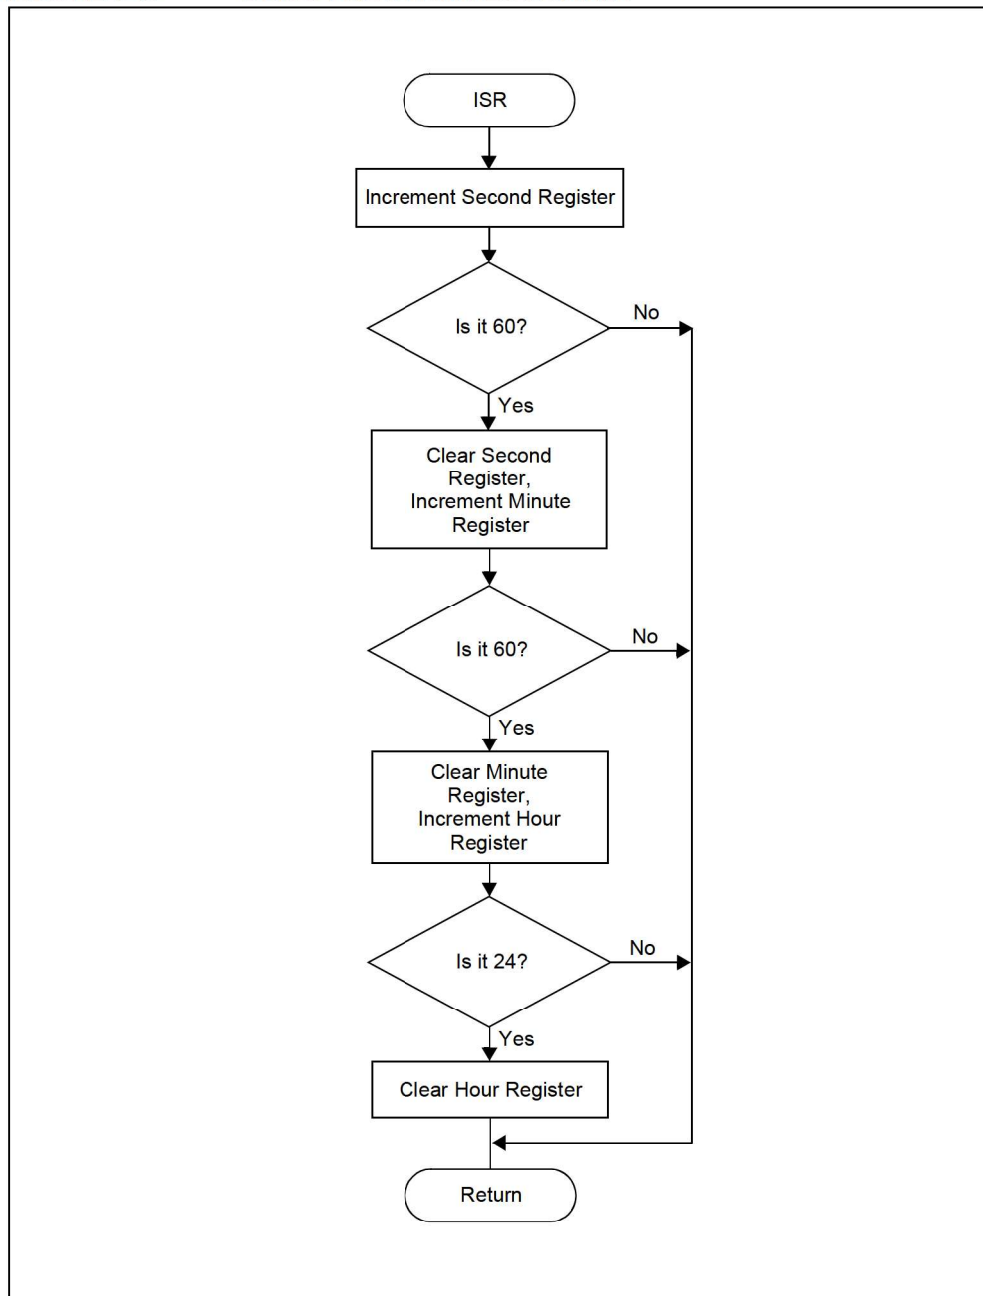 ISR
Increment Second Register
Is it 60?
No
Yes
Clear Second
Register,
Increment Minute
Register
Is it 60?
No
Yes
Clear Minute
Register,
Increment Hour
Register
Is it 24?
No
Yes
Clear Hour Register
Return